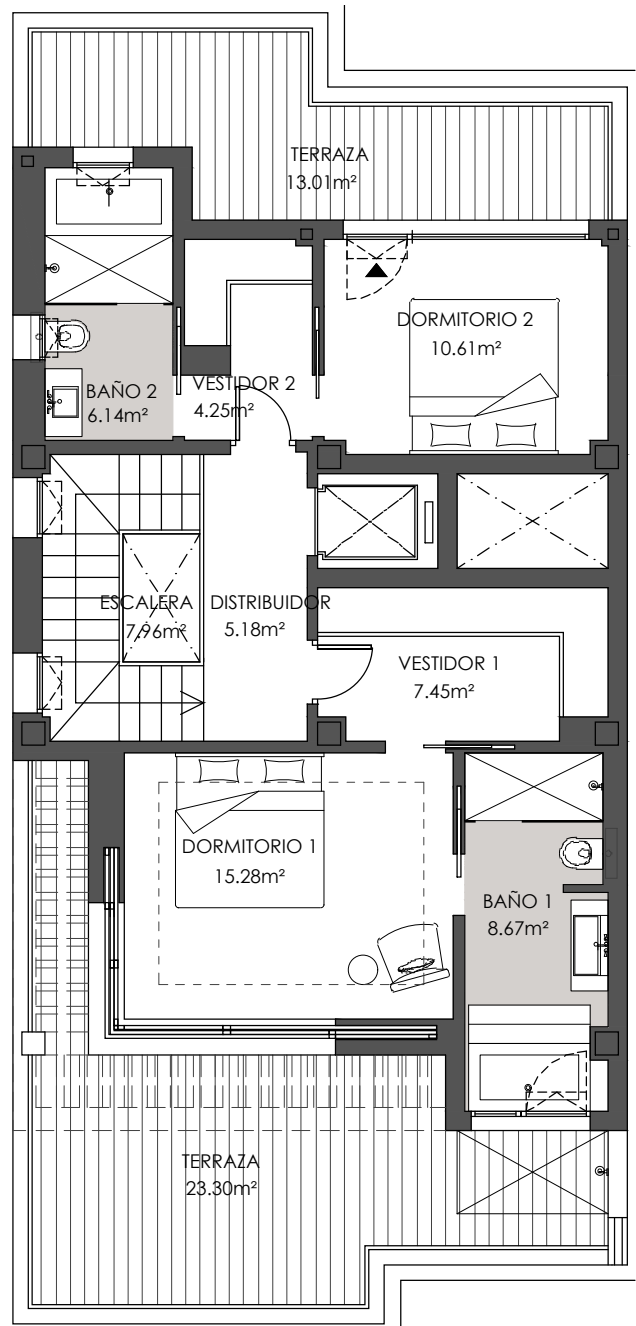 TERRAZA
13.01m²
DORMITORIO 2
10.61m²
VESTIDOR 2
4.25m²
BAÑO 2
6.14m²
ESCALERA
7.96m²
DISTRIBUIDOR
5.18m²
VESTIDOR 1
7.45m²
DORMITORIO 1
15.28m²
BAÑO 1
8.67m²
TERRAZA
23.30m²